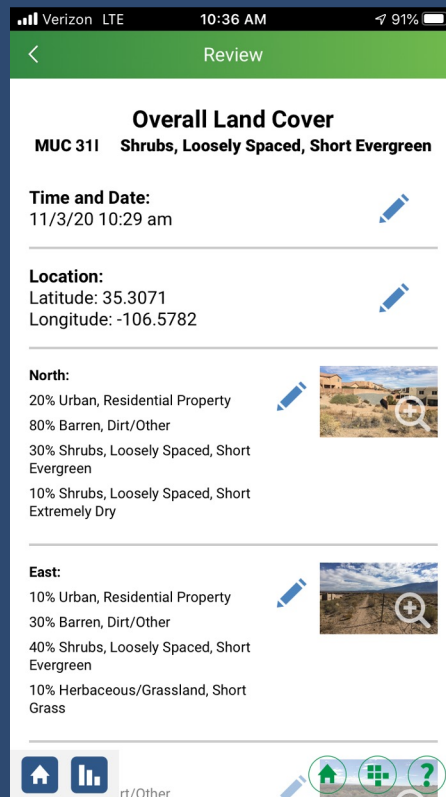 Verizon LTE 10:36 AM 91%
Review
Overall Land Cover
MUC 31l Shrubs, Loosely Spaced, Short Evergreen
Time and Date:
11/3/20 10:29 am
Location:
Latitude: 35.3071
Longitude: -106.5782
North:
20% Urban, Residential Property
80% Barren, Dirt/Other
30% Shrubs, Loosely Spaced, Short
Evergreen
10% Shrubs, Loosely Spaced, Short
Extremely Dry
East:
10% Urban, Residential Property
30% Barren, Dirt/Other
40% Shrubs, Loosely Spaced, Short
Evergreen
10% Herbaceous/Grassland, Short
Grass
rt/Other
?